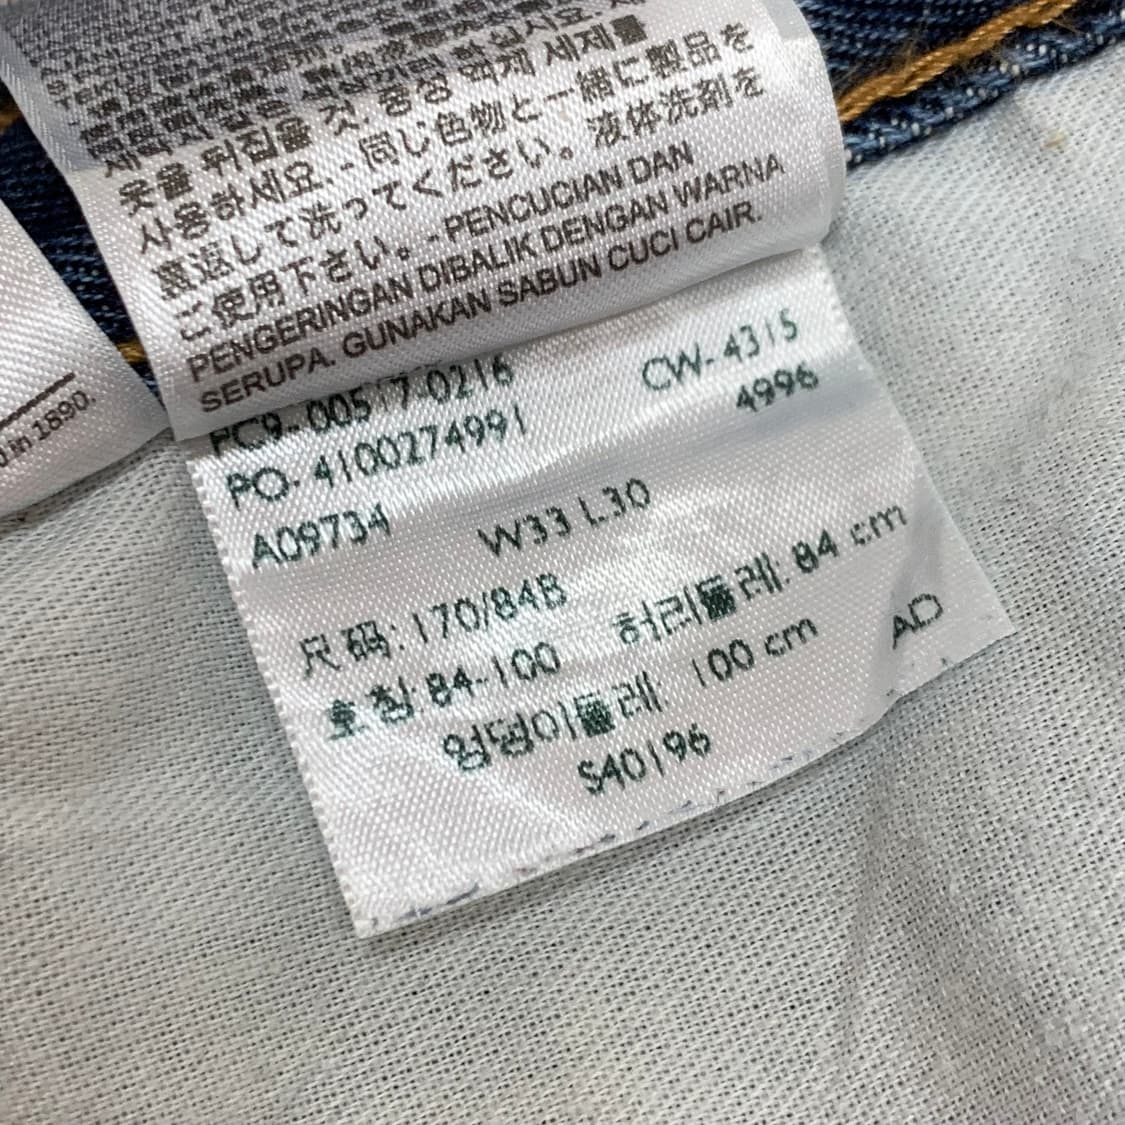 옷을 뒤집을 것. 중성 액체 세제를
사용하세요. - 同じ色物と一緒に製品を
裏返して洗ってください。液体洗剤を
ご使用下さい。- PENCUCIAN DAN
PENGERINGAN DIBALIK DENGAN WARNA
SERUPA. GUNAKAN SABUN CUCI CAIR.
in 1890.
PC9-00517-0216 CW-4315
PO-4100274991 4996
A09734 W33 L30
尺码: 170/84B
호칭: 84-100 허리둘레: 84 cm
엉덩이둘레 100 cm AD
S40196